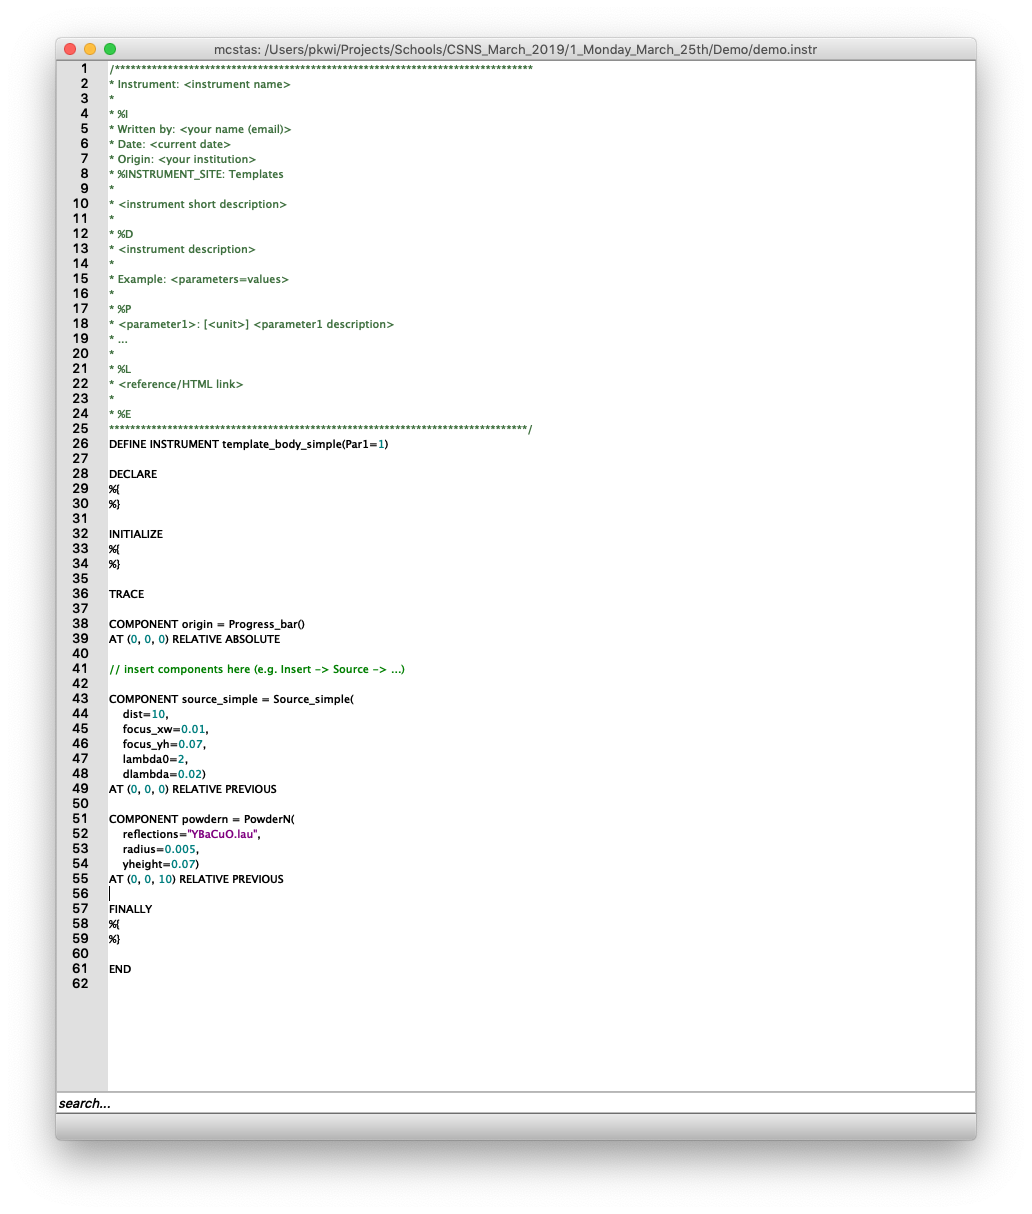 mcstas: /Users/pkwi/Projects/Schools/CSNS_March_2019/1_Monday_March_25th/Demo/demo.instr
1 /*******************************************************************************
2 * Instrument: <instrument name>
3 *
4 * %I
5 * Written by: <your name (email)>
6 * Date: <current date>
7 * Origin: <your institution>
8 * %INSTRUMENT_SITE: Templates
9 *
10 * <instrument short description>
11 *
12 * %D
13 * <instrument description>
14 *
15 * Example: <parameters=values>
16 *
17 * %P
18 * <parameter1>: [<unit>] <parameter1 description>
19 * ...
20 *
21 * %L
22 * <reference/HTML link>
23 *
24 * %E
25 *******************************************************************************/
26 DEFINE INSTRUMENT template_body_simple(Par1=1)
27
28 DECLARE
29 %{
30 %}
31
32 INITIALIZE
33 %{
34 %}
35
36 TRACE
37
38 COMPONENT origin = Progress_bar()
39 AT (0, 0, 0) RELATIVE ABSOLUTE
40
41 // insert components here (e.g. Insert -> Source -> ...)
42
43 COMPONENT source_simple = Source_simple(
44 dist=10,
45 focus_xw=0.01,
46 focus_yh=0.07,
47 lambda0=2,
48 dlambda=0.02)
49 AT (0, 0, 0) RELATIVE PREVIOUS
50
51 COMPONENT powdern = PowderN(
52 reflections="YBaCuO.lau",
53 radius=0.005,
54 yheight=0.07)
55 AT (0, 0, 10) RELATIVE PREVIOUS
56
57 FINALLY
58 %{
59 %}
60
61 END
62
search...